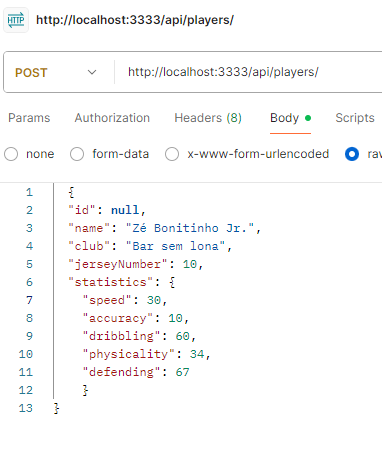 HTTP http://localhost:3333/api/players/
POST http://localhost:3333/api/players/
Params Authorization Headers (8) Body Scripts
none form-data x-www-form-urlencoded raw
1 {
2 "id": null,
3 "name": "Zé Bonitinho Jr.",
4 "club": "Bar sem lona",
5 "jerseyNumber": 10,
6 "statistics": {
7 "speed": 30,
8 "accuracy": 10,
9 "dribbling": 60,
10 "physicality": 34,
11 "defending": 67
12 }
13 }